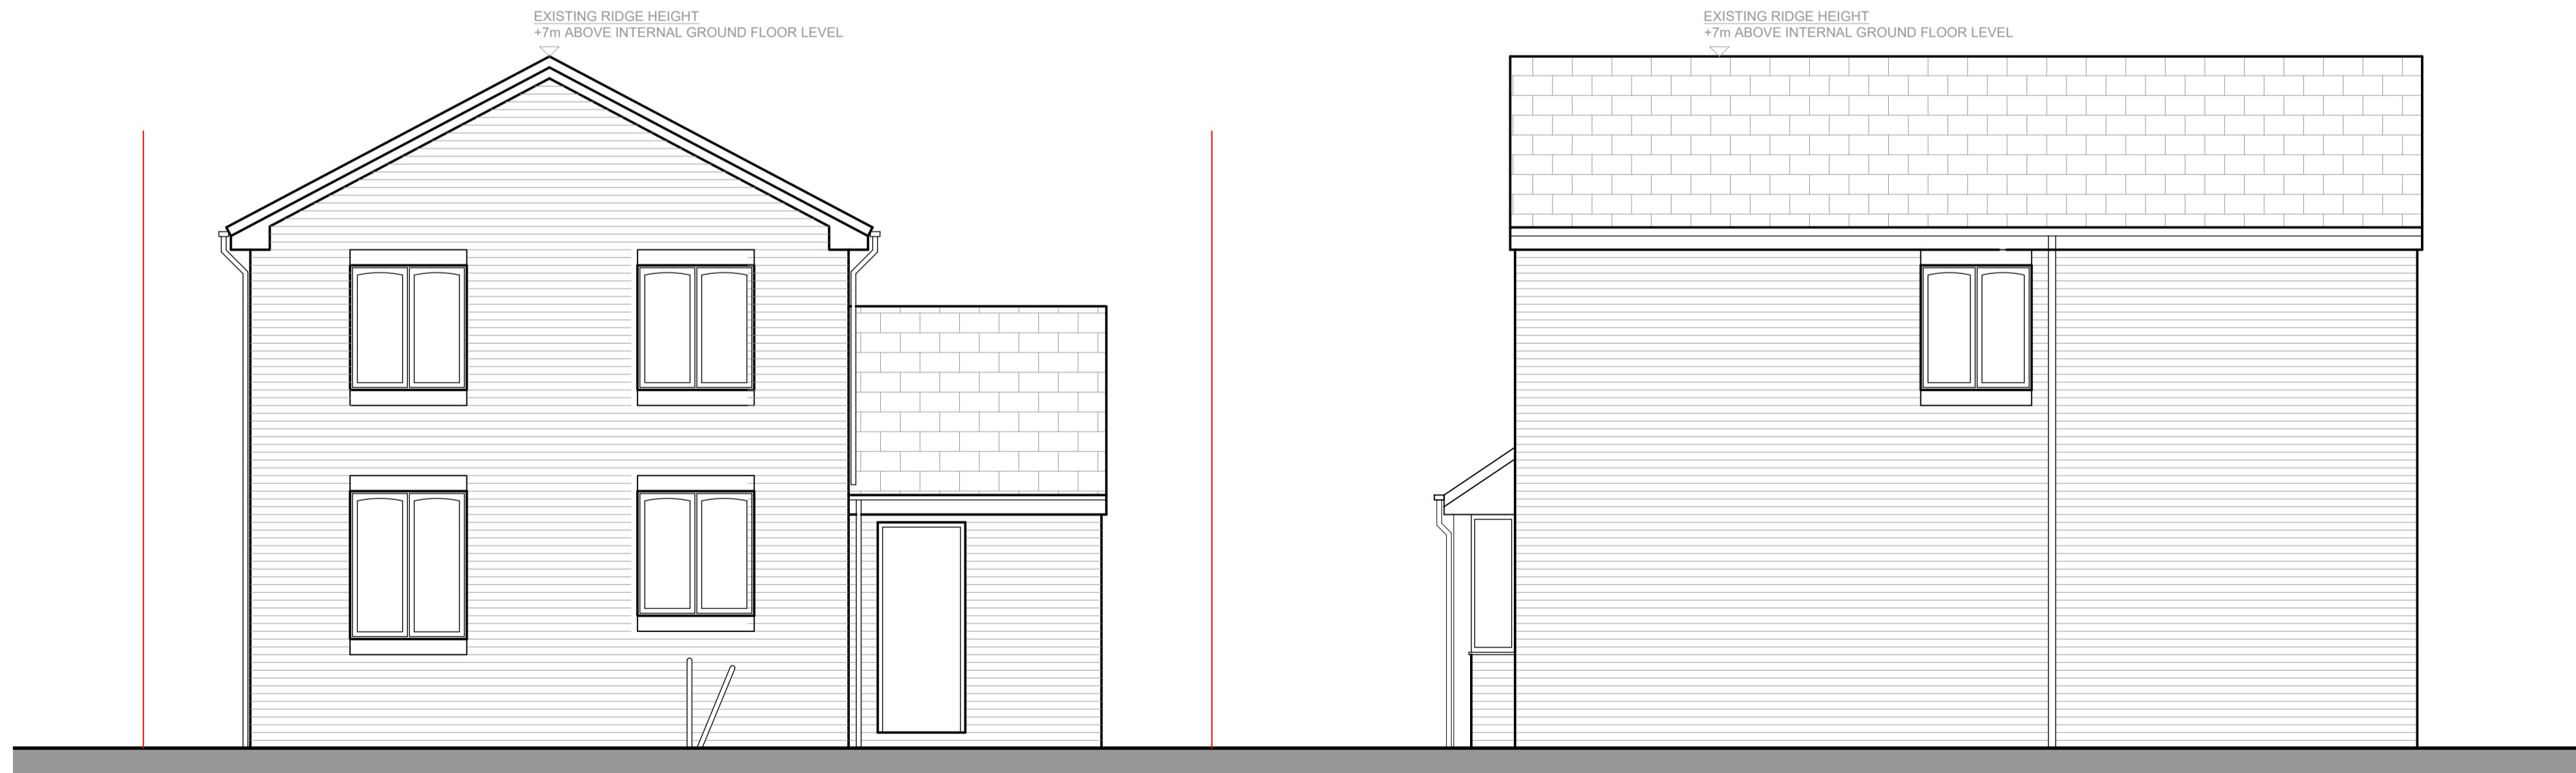 EXISTING RIDGE HEIGHT
+7m ABOVE INTERNAL GROUND FLOOR LEVEL
EXISTING RIDGE HEIGHT
+7m ABOVE INTERNAL GROUND FLOOR LEVEL